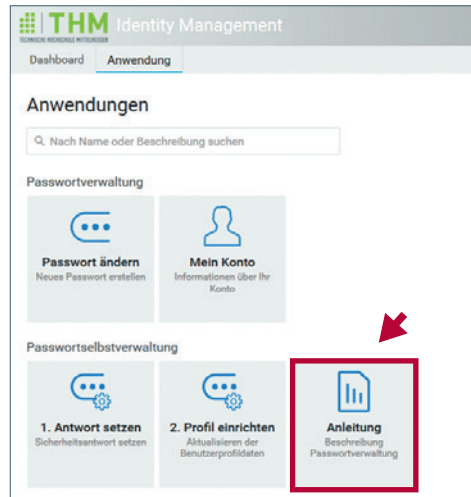 THM Identity Management
TECHNISCHE HOCHSCHULE MITTELHESSEN
Dashboard Anwendung
Anwendungen
Nach Name oder Beschreibung suchen
Passwortverwaltung
Passwort ändern
Neues Passwort erstellen
Mein Konto
Informationen über Ihr
Konto
Passwortselbstverwaltung
1. Antwort setzen
Sicherheitsantwort setzen
2. Profil einrichten
Aktualisieren der
Benutzerprofildaten
Anleitung
Beschreibung
Passwortverwaltung